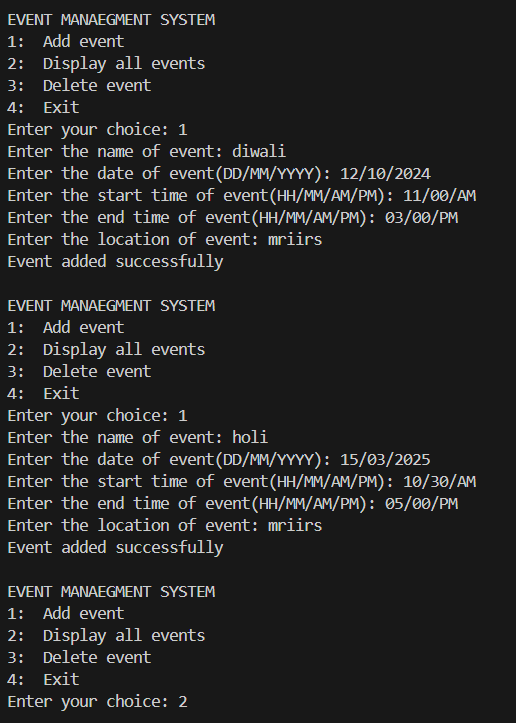 EVENT MANAEGMENT SYSTEM
1:  Add event
2:  Display all events
3:  Delete event
4:  Exit
Enter your choice: 1
Enter the name of event: diwali
Enter the date of event(DD/MM/YYYY): 12/10/2024
Enter the start time of event(HH/MM/AM/PM): 11/00/AM
Enter the end time of event(HH/MM/AM/PM): 03/00/PM
Enter the location of event: mriirs
Event added successfully

EVENT MANAEGMENT SYSTEM
1:  Add event
2:  Display all events
3:  Delete event
4:  Exit
Enter your choice: 1
Enter the name of event: holi
Enter the date of event(DD/MM/YYYY): 15/03/2025
Enter the start time of event(HH/MM/AM/PM): 10/30/AM
Enter the end time of event(HH/MM/AM/PM): 05/00/PM
Enter the location of event: mriirs
Event added successfully

EVENT MANAEGMENT SYSTEM
1:  Add event
2:  Display all events
3:  Delete event
4:  Exit
Enter your choice: 2